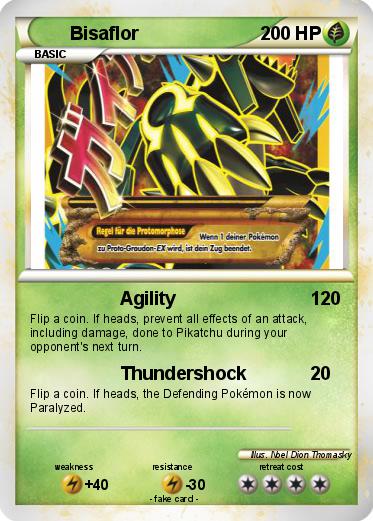 Bisaflor 200 HP
BASIC
Regel für die Protomorphose
Wenn 1 deiner Pokémon
zu Proto-Groudon-EX wird, ist dein Zug beendet.
Agility 120
Flip a coin. If heads, prevent all effects of an attack,
including damage, done to Pikatchu during your
opponent's next turn.
Thundershock 20
Flip a coin. If heads, the Defending Pokémon is now
Paralyzed.
Illus. Nbel Dion Thomasky
weakness resistance retreat cost
+40 -30
- fake card -